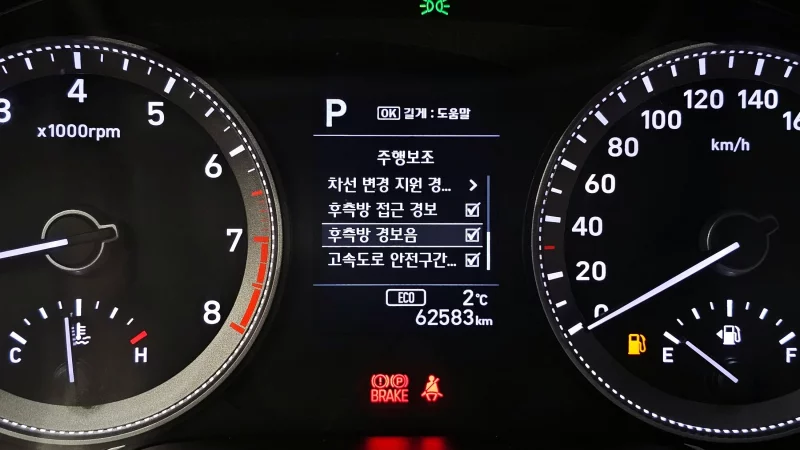 3 4 5 6 7 8
x1000rpm
C H
P OK 길게 : 도움말
주행보조
차선 변경 지원 경...
후측방 접근 경보
후측방 경보음
고속도로 안전구간...
ECO 2℃
62583km
BRAKE
P
0 20 40 60 80 100 120 140
km/h
E F